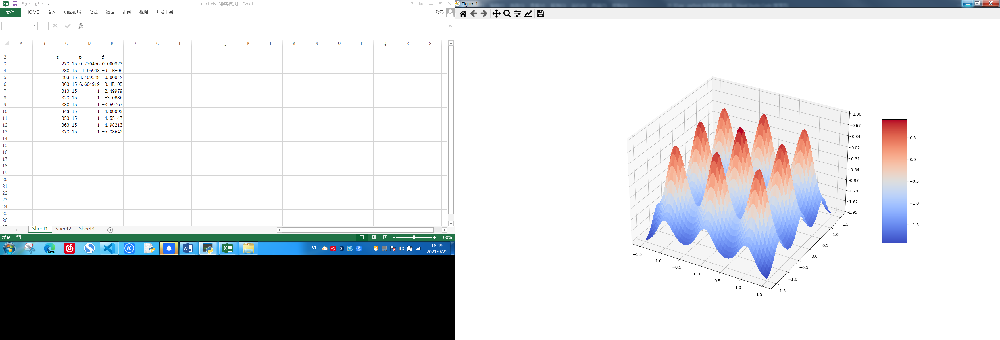 t-p1.xls [兼容模式] - Excel
文件 HOME 插入 页面布局 公式 数据 审阅 视图 开发工具 登录
fx
A B C D E F G H I J K L M N O P Q R S
1
2 t p f
3 273.15 0.770456 0.000823
4 283.15 1.66943 -9.1E-05
5 293.15 3.409528 -0.00042
6 303.15 6.604919 -3.4E-05
7 313.15 1 -2.49979
8 323.15 1 -3.0685
9 333.15 1 -3.59767
10 343.15 1 -4.09093
11 353.15 1 -4.55147
12 363.15 1 -4.98213
13 373.15 1 -5.38542
14
15
16
17
18
19
20
21
22
23
24
25
26
Sheet1 Sheet2 Sheet3
就绪 100%
BETA
EN
18:49
2021/9/23
Figure 1
1.00
0.67
0.34
0.02
-0.31
-0.64
-0.97
-1.29
-1.62
-1.95
−1.5
−1.0
−0.5
0.0
0.5
1.0
1.5
1.5
1.0
0.5
0.0
−0.5
−1.0
−1.5
0.5
0.0
−0.5
−1.0
−1.5